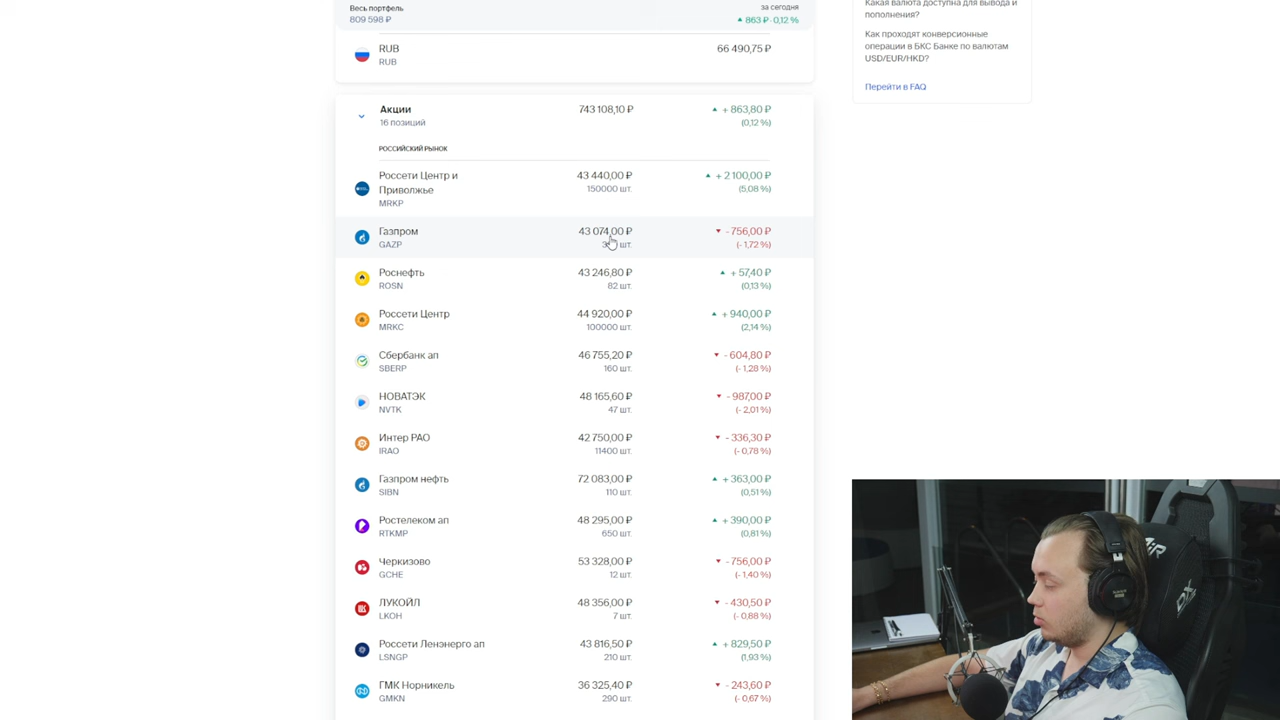 Весь портфель
за сегодня
809 598 ₽
863 ₽ · 0,12 %
RUB
66 490,75 ₽
RUB
Акции
743 108,10 ₽
+ 863,80 ₽
16 позиций
(0,12 %)
РОССИЙСКИЙ РЫНОК
Россети Центр и
43 440,00 ₽
+ 2 100,00 ₽
Приволжье
150000 шт.
(5,08 %)
MRKP
Газпром
43 074,00 ₽
- 756,00 ₽
GAZP
шт.
(- 1,72 %)
Роснефть
43 246,80 ₽
+ 57,40 ₽
ROSN
82 шт.
(0,13 %)
Россети Центр
44 920,00 ₽
+ 940,00 ₽
MRKC
100000 шт.
(2,14 %)
Сбербанк ап
46 755,20 ₽
- 604,80 ₽
SBERP
160 шт.
(- 1,28 %)
НОВАТЭК
48 165,60 ₽
- 987,00 ₽
NVTK
47 шт.
(- 2,01 %)
Интер РАО
42 750,00 ₽
- 336,30 ₽
IRAO
11400 шт.
(- 0,78 %)
Газпром нефть
72 083,00 ₽
+ 363,00 ₽
SIBN
110 шт.
(0,51 %)
Ростелеком ап
48 295,00 ₽
+ 390,00 ₽
RTKMP
650 шт.
(0,81 %)
Черкизово
53 328,00 ₽
- 756,00 ₽
GCHE
12 шт.
(- 1,40 %)
ЛУКОЙЛ
48 356,00 ₽
- 430,50 ₽
LKOH
7 шт.
(- 0,88 %)
Россети Ленэнерго ап
43 816,50 ₽
+ 829,50 ₽
LSNGP
210 шт.
(1,93 %)
ГМК Норникель
36 325,40 ₽
- 243,60 ₽
GMKN
290 шт.
(- 0,67 %)
Какая валюта доступна для вывода и
пополнения?
Как проходят конверсионные
операции в БКС Банке по валютам
USD/EUR/HKD?
Перейти в FAQ